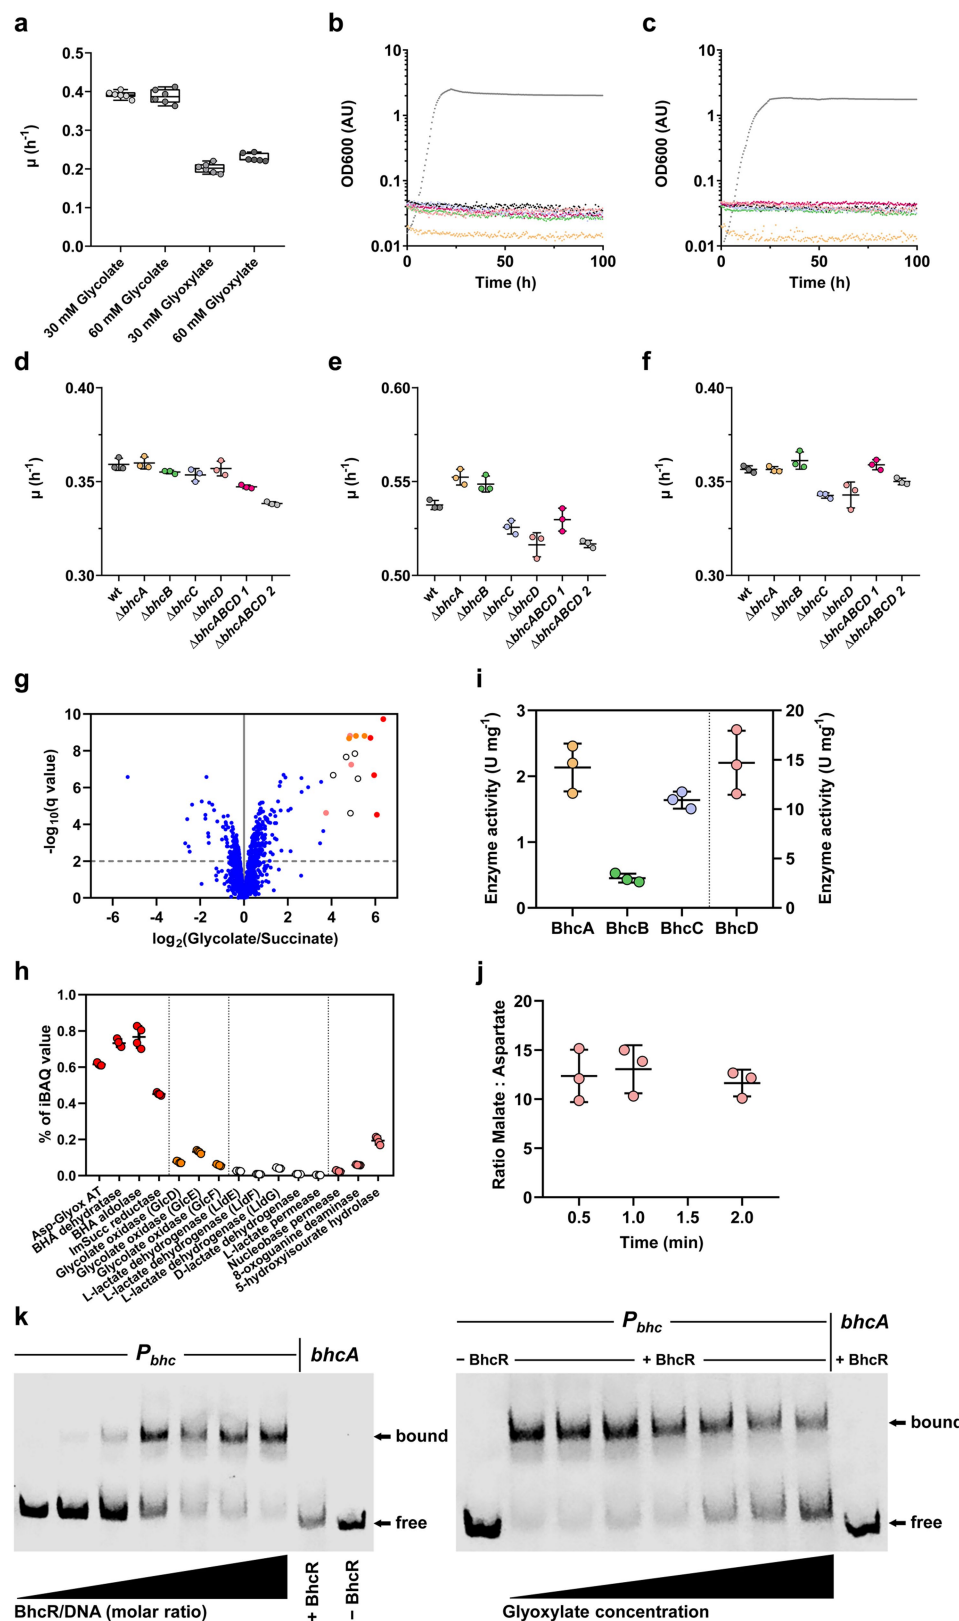 a
b
c
0.5
0.4
0.3
0.2
0.1
0.0
µ (h-1)
30 mM Glycolate
60 mM Glycolate
30 mM Glyoxylate
60 mM Glyoxylate
10
1
0.1
0.01
OD600 (AU)
0
50
100
Time (h)
10
1
0.1
0.01
OD600 (AU)
0
50
100
Time (h)
d
e
f
0.40
0.35
0.30
µ (h-1)
wt
ΔbhcA
ΔbhcB
ΔbhcC
ΔbhcD
ΔbhcABCD 1
ΔbhcABCD 2
0.60
0.55
0.50
µ (h-1)
wt
ΔbhcA
ΔbhcB
ΔbhcC
ΔbhcD
ΔbhcABCD 1
ΔbhcABCD 2
0.40
0.35
0.30
µ (h-1)
wt
ΔbhcA
ΔbhcB
ΔbhcC
ΔbhcD
ΔbhcABCD 1
ΔbhcABCD 2
g
10
8
6
4
2
0
-log10(q value)
-6
-4
-2
0
2
4
6
log2(Glycolate/Succinate)
i
3
2
1
0
Enzyme activity (U mg-1)
20
15
10
5
0
Enzyme activity (U mg-1)
BhcA
BhcB
BhcC
BhcD
h
1.0
0.8
0.6
0.4
0.2
0.0
% of iBAQ value
Asp-Glyox AT
BHA dehydratase
BHA aldolase
ImSucc reductase
Glycolate oxidase (GlcD)
Glycolate oxidase (GlcE)
Glycolate oxidase (GlcF)
L-lactate dehydrogenase (LldE)
L-lactate dehydrogenase (LldF)
L-lactate dehydrogenase (LldG)
D-lactate dehydrogenase
L-lactate permease
Nucleobase permease
8-oxoguanine deaminase
5-hydroxyisourate hydrolase
j
20
15
10
5
0
Ratio Malate : Aspartate
0.5
1.0
1.5
2.0
Time (min)
k
Pbhc
bhcA
bound
free
+ BhcR
– BhcR
BhcR/DNA (molar ratio)
Pbhc
bhcA
– BhcR
+ BhcR
+ BhcR
bound
free
Glyoxylate concentration